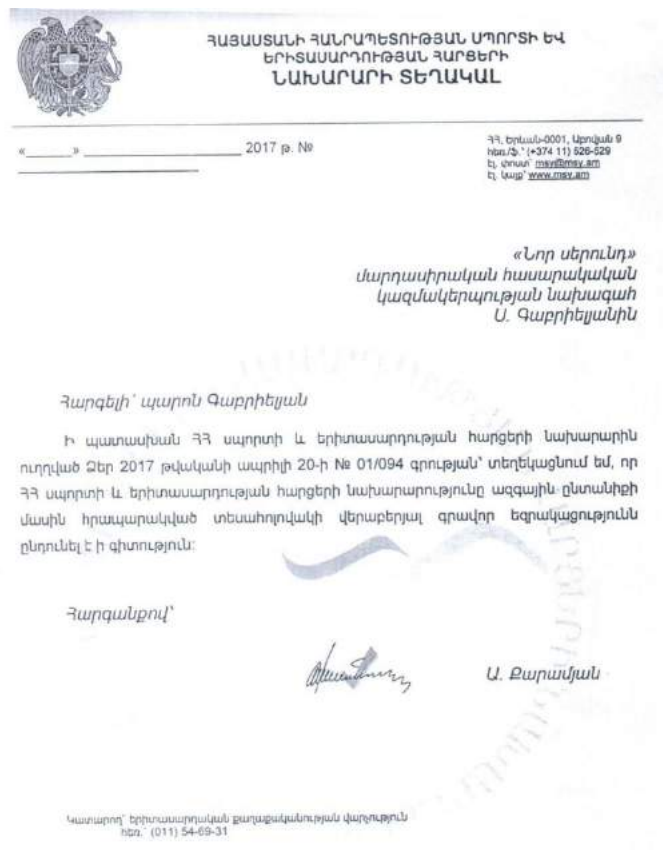 ՀԱՅԱՍՏԱՆԻ ՀԱՆՐԱՊԵՏՈՒԹՅԱՆ ՍՊՈՐՏԻ ԵՎ
ԵՐԻՏԱՍԱՐԴՈՒԹՅԱՆ ՀԱՐՑԵՐԻ
ՆԱԽԱՐԱՐԻ ՏԵՂԱԿԱԼ
«_____» ____________________ 2017 թ. №
ՀՀ, Երևան-0001, Աբովյան 9
հեռ./ֆ.՝ (+374 11) 526-529
էլ. փոստ՝ msy@msy.am
էլ. կայք՝ www.msy.am
«Նոր սերունդ»
մարդասիրական հասարակական
կազմակերպության նախագահ
Ս. Գաբրիելյանին
Հարգելի՛ պարոն Գաբրիելյան
Ի պատասխան ՀՀ սպորտի և երիտասարդության հարցերի նախարարին
ուղղված Ձեր 2017 թվականի ապրիլի 20-ի № 01/094 գրության՝ տեղեկացնում եմ, որ
ՀՀ սպորտի և երիտասարդության հարցերի նախարարությունը ազգային ընտանիքի
մասին հրապարակված տեսահոլովակի վերաբերյալ գրավոր եզրակացությունն
ընդունել է ի գիտություն:
Հարգանքով՝
Ա. Քարամյան
Կատարող՝ երիտասարդական քաղաքականության վարչություն
հեռ.՝ (011) 54-69-31